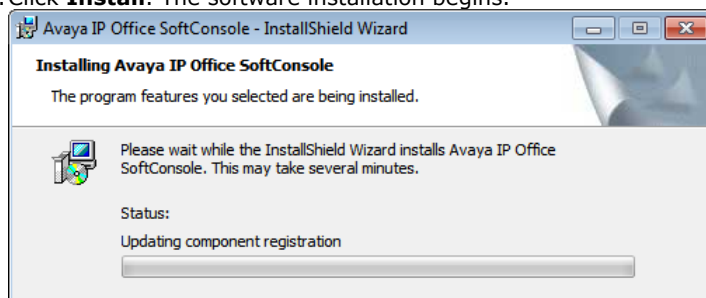 . Click Install. The software installation begins.
Avaya IP Office SoftConsole - InstallShield Wizard
Installing Avaya IP Office SoftConsole
The program features you selected are being installed.
Please wait while the InstallShield Wizard installs Avaya IP Office
SoftConsole. This may take several minutes.
Status:
Updating component registration